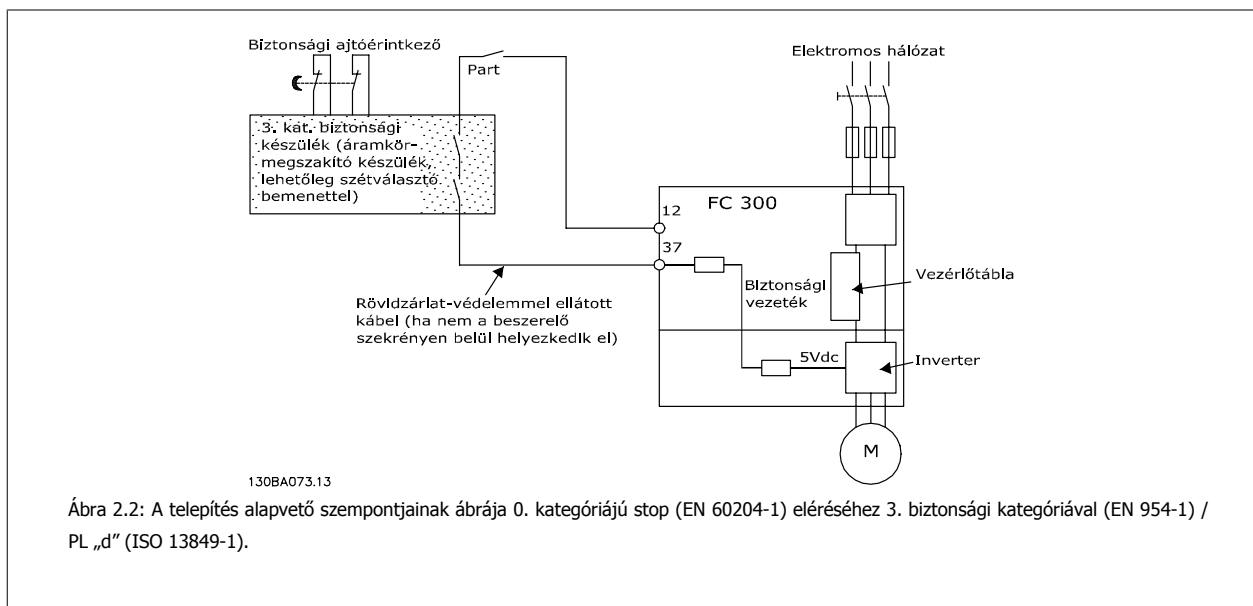 Biztonsági ajtóérintkező
Part
Elektromos hálózat
3. kat. biztonsági
készülék (áramkör-
megszakító készülék,
lehetőleg szétválasztó
bemenettel)
FC 300
12
37
Biztonsági
vezeték
Vezérlőtábla
Rövidzárlat-védelemmel ellátott
kábel (ha nem a beszerelő
szekrényen belül helyezkedik el)
5Vdc
Inverter
M
130BA073.13
Ábra 2.2: A telepítés alapvető szempontjainak ábrája 0. kategóriájú stop (EN 60204-1) eléréséhez 3. biztonsági kategóriával (EN 954-1) /
PL „d” (ISO 13849-1).